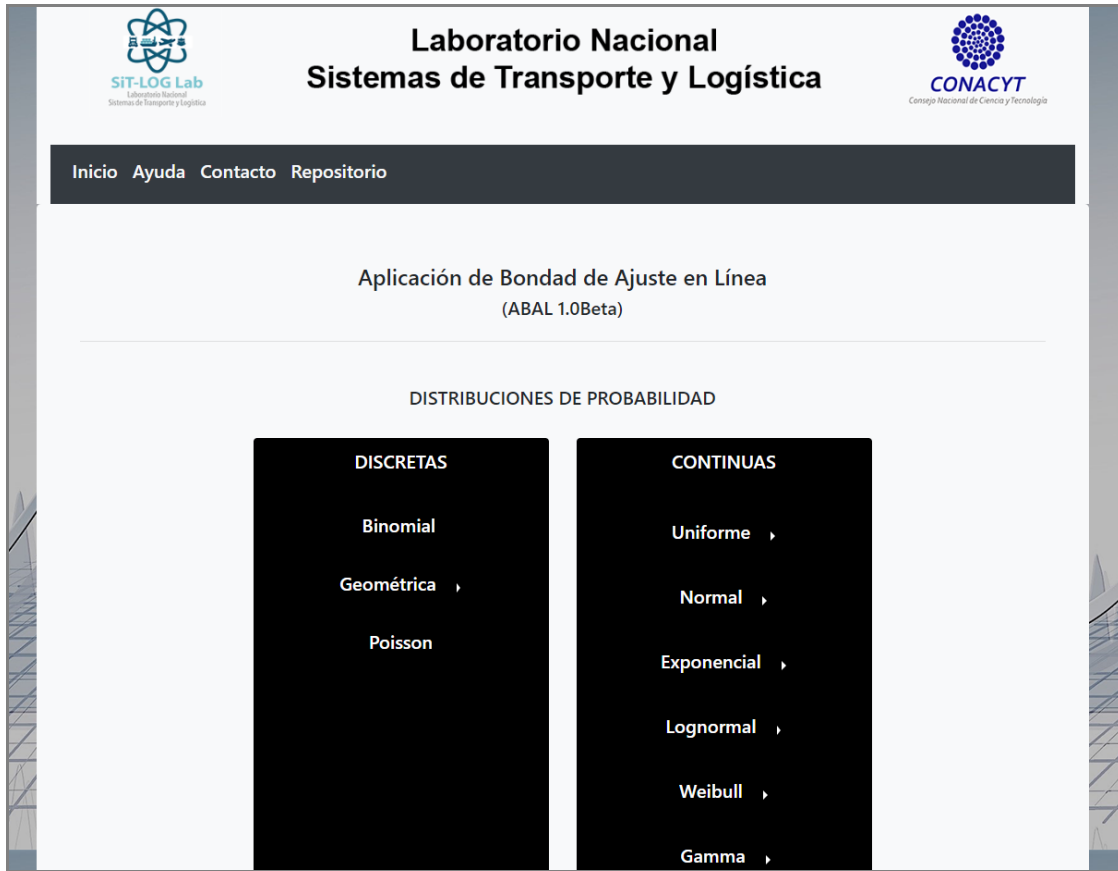 SiT-LOG Lab
Laboratorio Nacional
Sistemas de Transporte y Logística
Laboratorio Nacional
Sistemas de Transporte y Logística
CONACYT
Consejo Nacional de Ciencia y Tecnología
Inicio Ayuda Contacto Repositorio
Aplicación de Bondad de Ajuste en Línea
(ABAL 1.0Beta)
DISTRIBUCIONES DE PROBABILIDAD
DISCRETAS
Binomial
Geométrica
Poisson
CONTINUAS
Uniforme
Normal
Exponencial
Lognormal
Weibull
Gamma